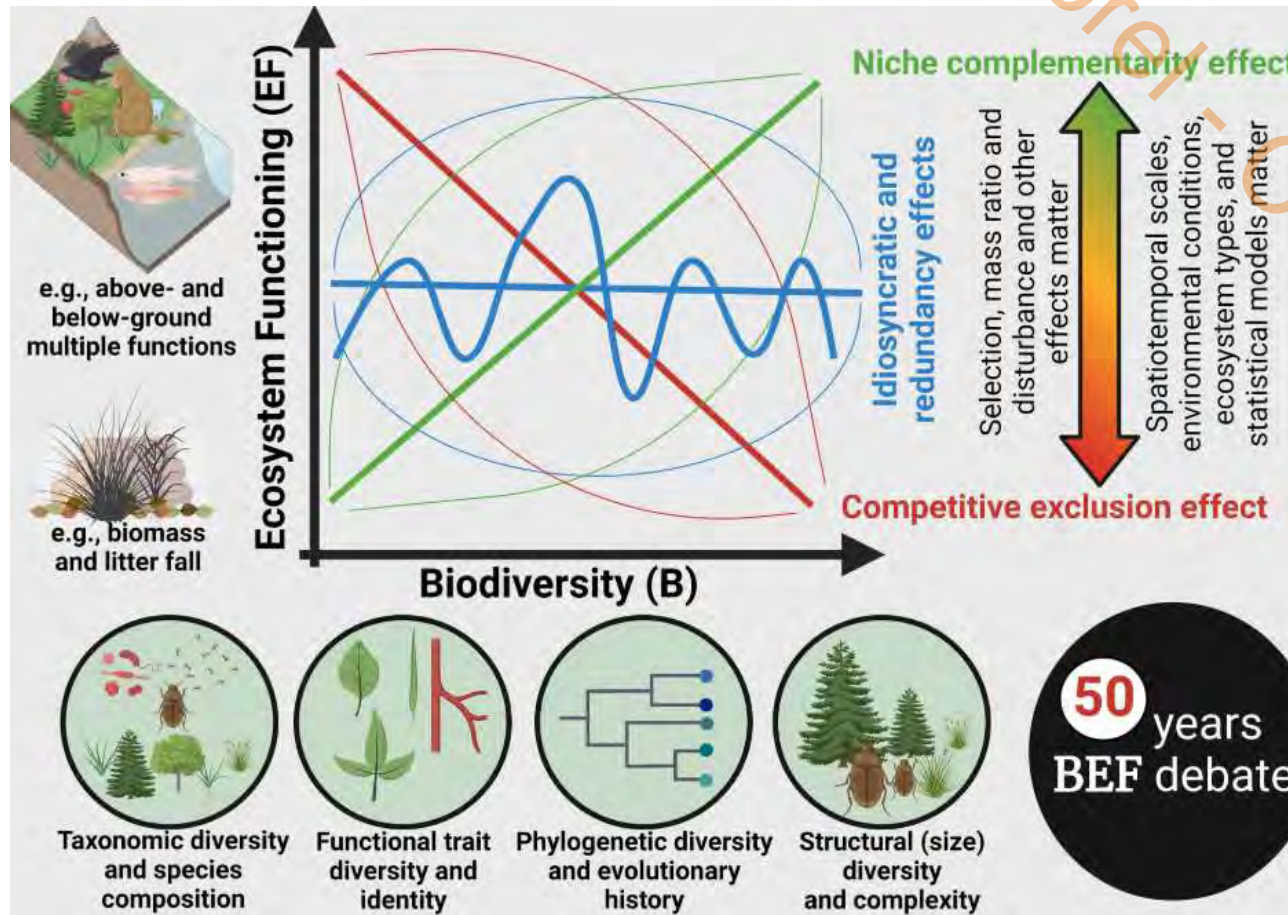 e.g., above- and
below-ground
multiple functions
e.g., biomass
and litter fall
Ecosystem Functioning (EF)
Biodiversity (B)
Niche complementarity effect
Idiosyncratic and
redundancy effects
Selection, mass ratio and
disturbance and other
effects matter
Spatiotemporal scales,
environmental conditions,
ecosystem types, and
statistical models matter
Competitive exclusion effect
Taxonomic diversity
and species
composition
Functional trait
diversity and
identity
Phylogenetic diversity
and evolutionary
history
Structural (size)
diversity
and complexity
50
years
BEF debate